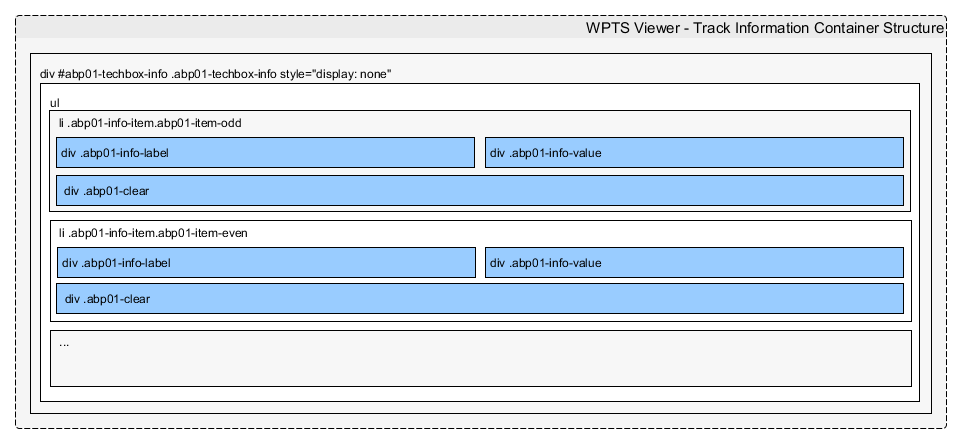 WPTS Viewer - Track Information Container Structure
div #abp01-techbox-info .abp01-techbox-info style="display: none"
ul
li .abp01-info-item.abp01-item-odd
div .abp01-info-label
div .abp01-info-value
div .abp01-clear
li .abp01-info-item.abp01-item-even
div .abp01-info-label
div .abp01-info-value
div .abp01-clear
...